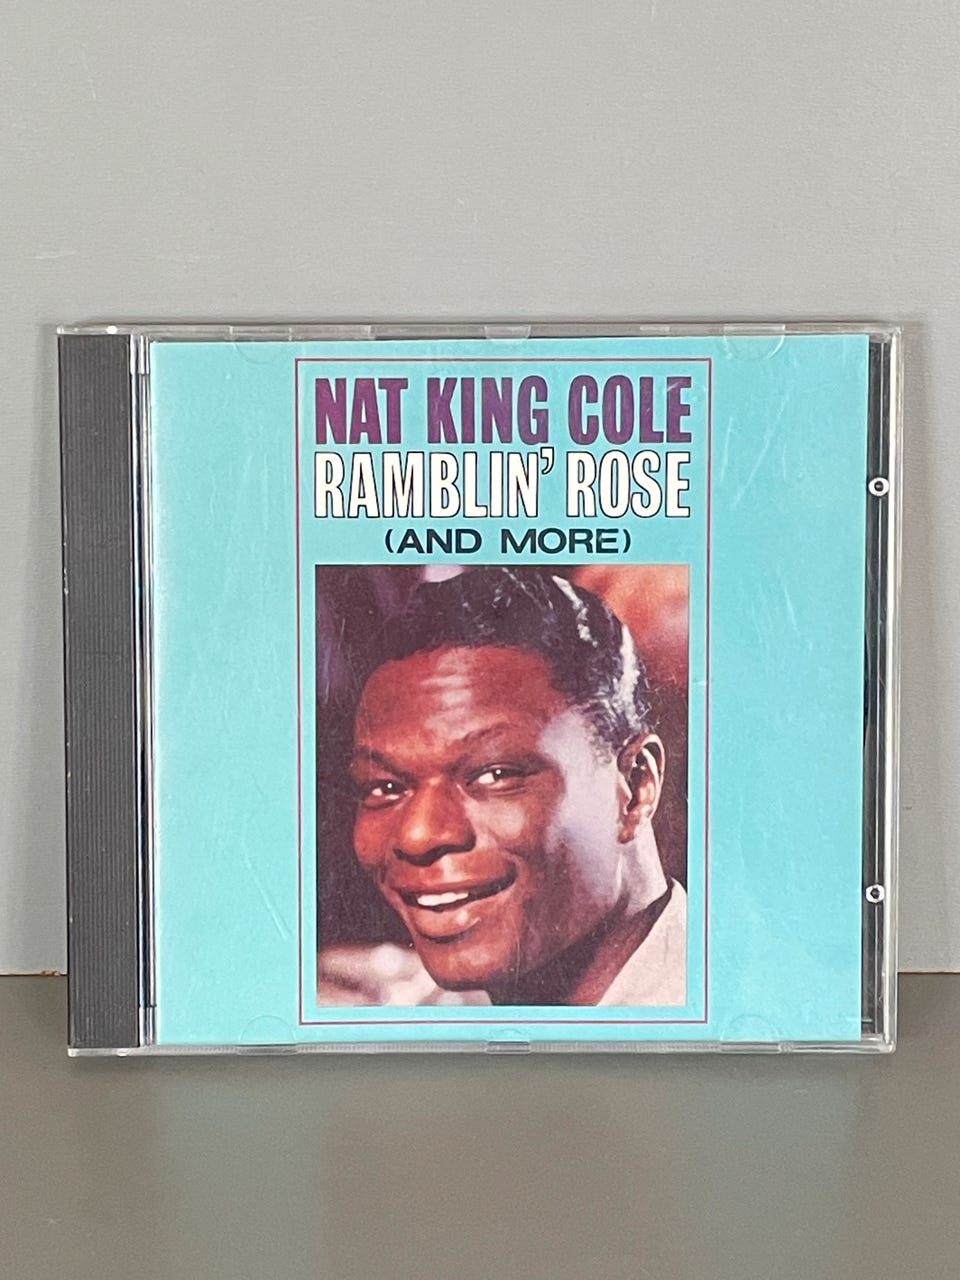 NAT KING COLE
RAMBLIN' ROSE
(AND MORE)